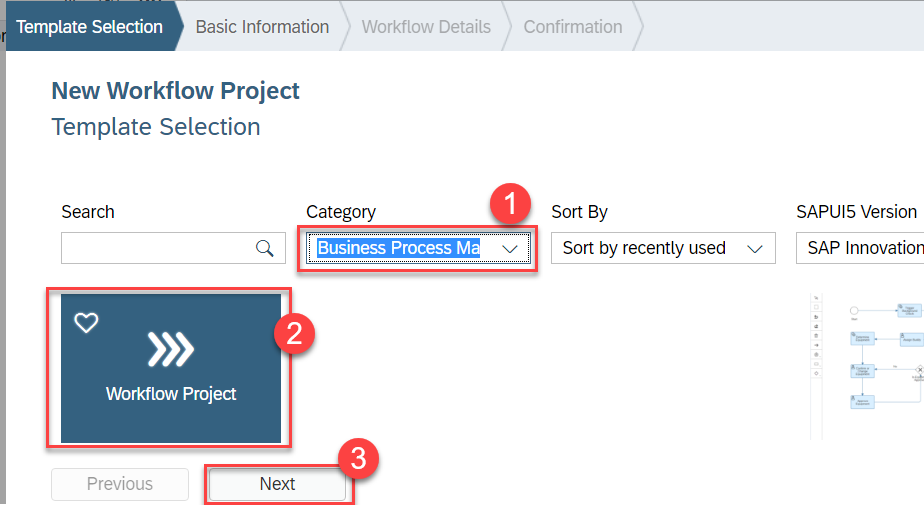 Template Selection
Basic Information
Workflow Details
Confirmation
New Workflow Project
Template Selection
Search
Category
1
Sort By
SAPUI5 Version
Business Process Ma
Sort by recently used
SAP Innovation
2
Workflow Project
3
Previous
Next